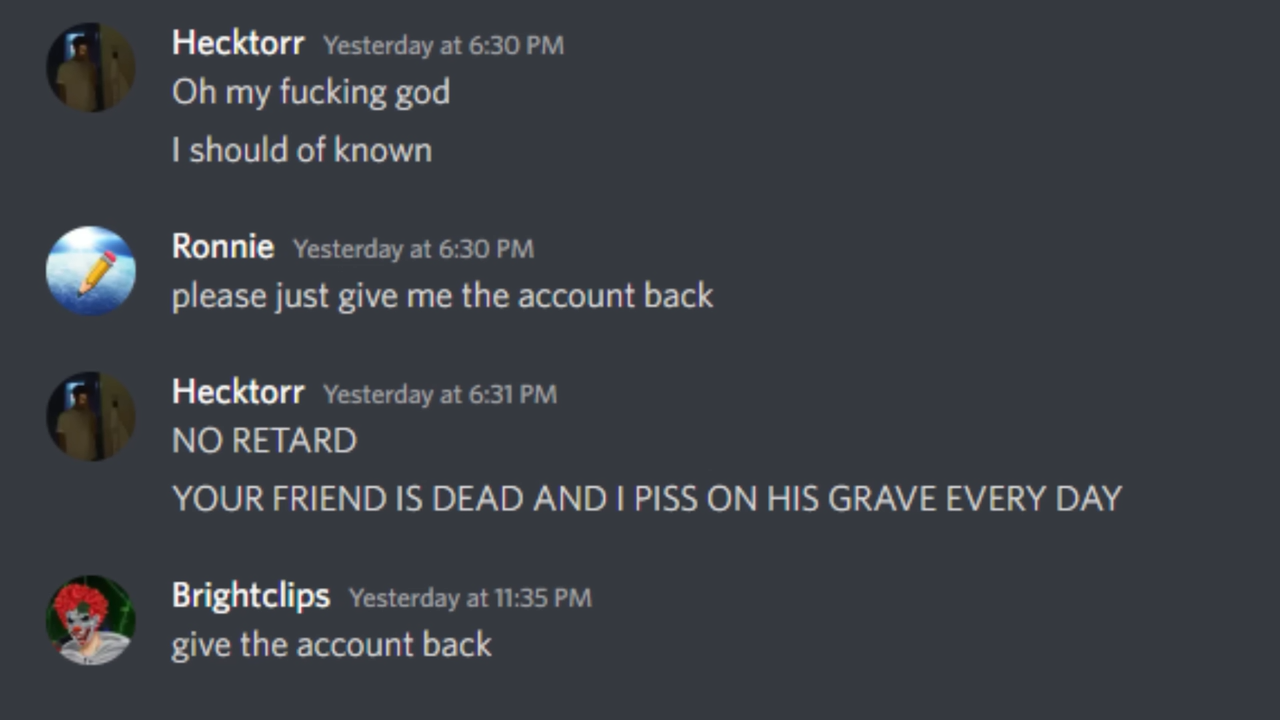 Hecktorr Yesterday at 6:30 PM
Oh my fucking god
I should of known
Ronnie Yesterday at 6:30 PM
please just give me the account back
Hecktorr Yesterday at 6:31 PM
NO RETARD
YOUR FRIEND IS DEAD AND I PISS ON HIS GRAVE EVERY DAY
Brightclips Yesterday at 11:35 PM
give the account back